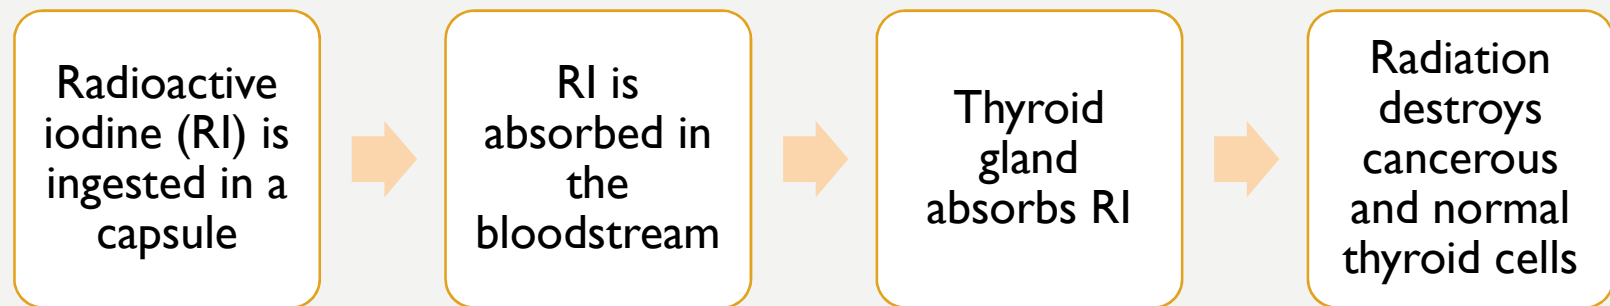 Radioactive
iodine (RI) is
ingested in a
capsule
RI is
absorbed in
the
bloodstream
Thyroid
gland
absorbs RI
Radiation
destroys
cancerous
and normal
thyroid cells